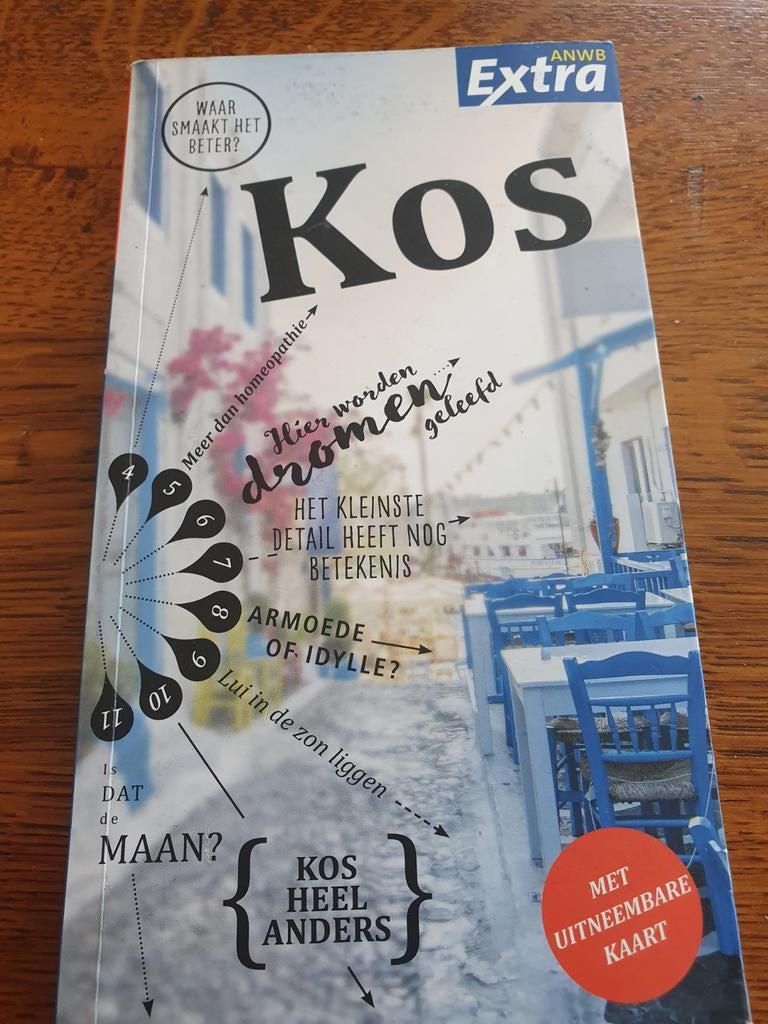 ANWB
Extra
WAAR
SMAAKT HET
BETER?
Kos
Meer dan homeopathie
Hier worden
dromen
geleefd
HET KLEINSTE
DETAIL HEEFT NOG
BETEKENIS
4
5
6
7
8
9
10
11
ARMOEDE
OF IDYLLE?
Lui in de zon liggen
Is
DAT
de
MAAN?
{KOS
HEEL
ANDERS}
MET
UITNEEMBARE
KAART